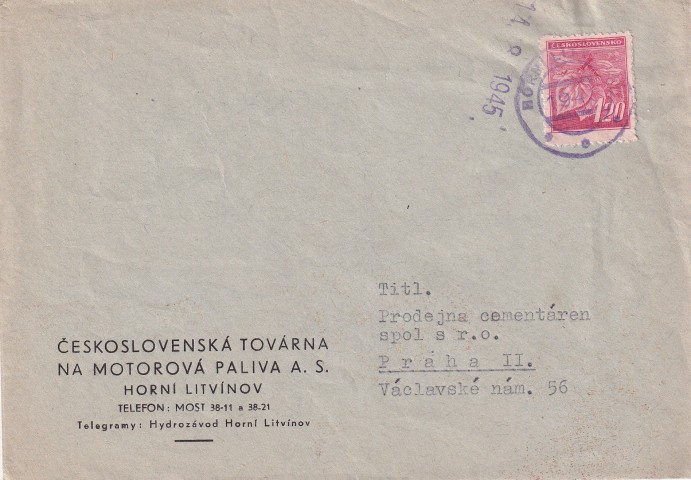 1945
ČESKOSLOVENSKO
1.20
Titl.
Prodejna cementáren
spol s r.o.
Práha II.
Václavské nám. 56
ČESKOSLOVENSKÁ TOVÁRNA
NA MOTOROVÁ PALIVA A. S.
HORNÍ LITVÍNOV
TELEFON: MOST 38-11 a 38-21
Telegramy: Hydrozávod Horní Litvínov